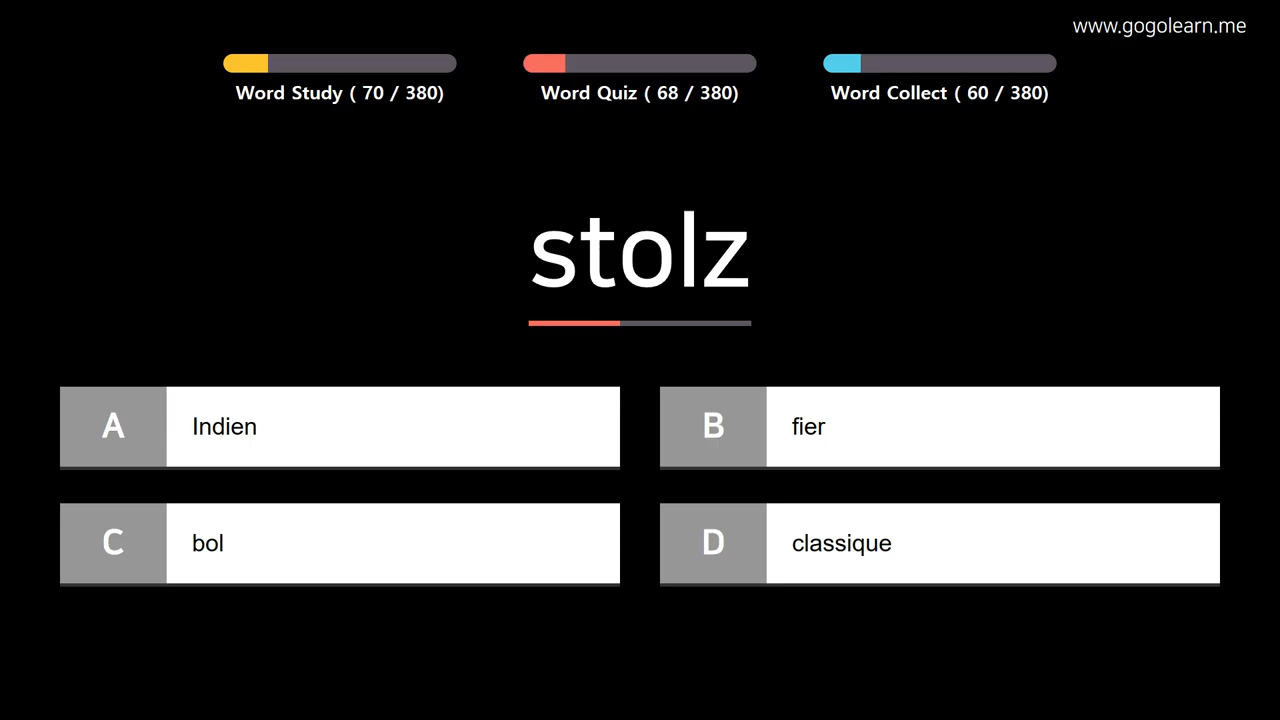 www.gogolearn.me
Word Study ( 70 / 380)
Word Quiz ( 68 / 380)
Word Collect ( 60 / 380)
stolz
A
Indien
B
fier
C
bol
D
classique